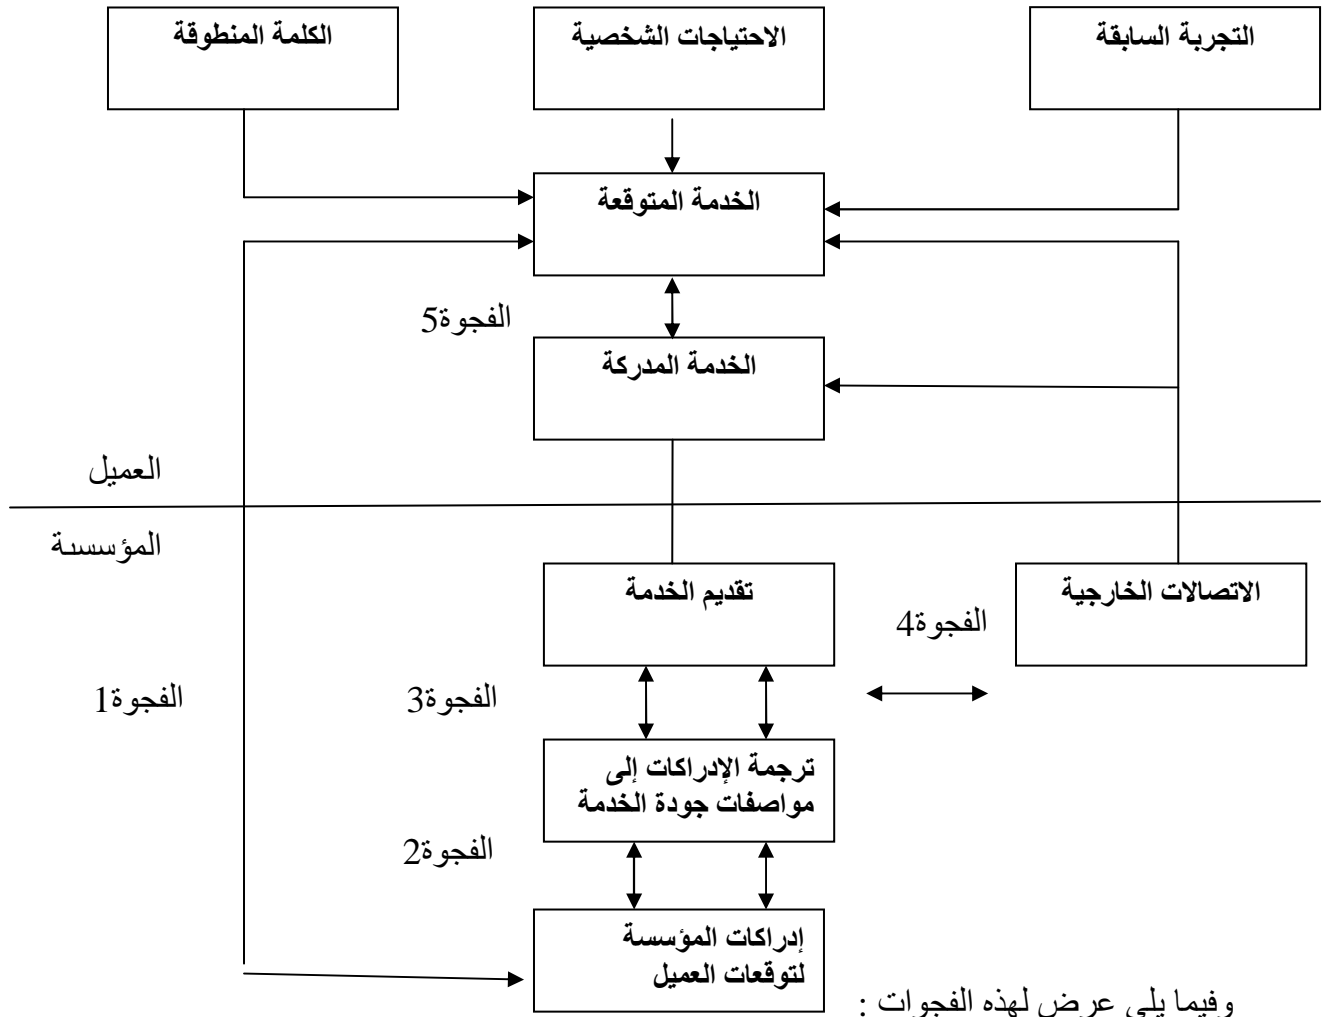 التجربة السابقة
الاحتياجات الشخصية
الكلمة المنطوقة
الخدمة المتوقعة
الفجوة5
الخدمة المدركة
العميل
المؤسسة
تقديم الخدمة
الاتصالات الخارجية
الفجوة4
الفجوة3
الفجوة1
ترجمة الإدراكات إلى
مواصفات جودة الخدمة
الفجوة2
إدراكات المؤسسة
لتوقعات العميل
وفيما يلي عرض لهذه الفجوات :